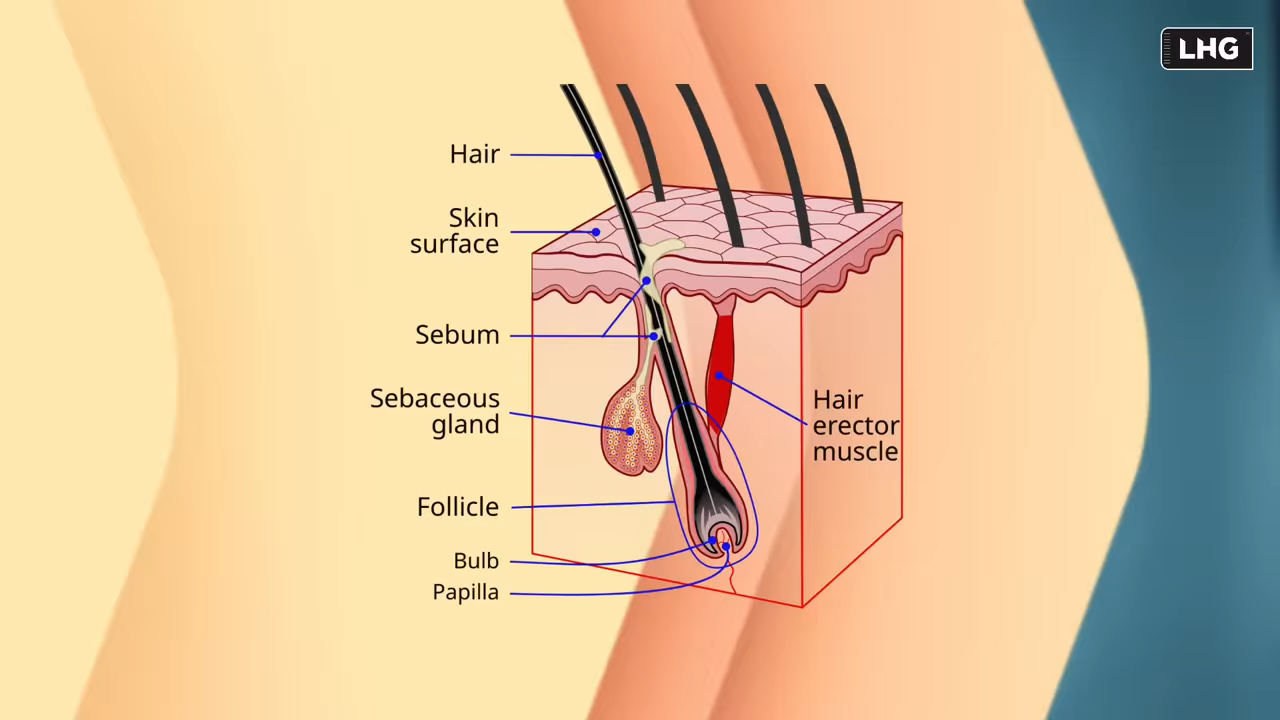 LHG
Hair
Skin
surface
Sebum
Sebaceous
gland
Hair
erector
muscle
Follicle
Bulb
Papilla